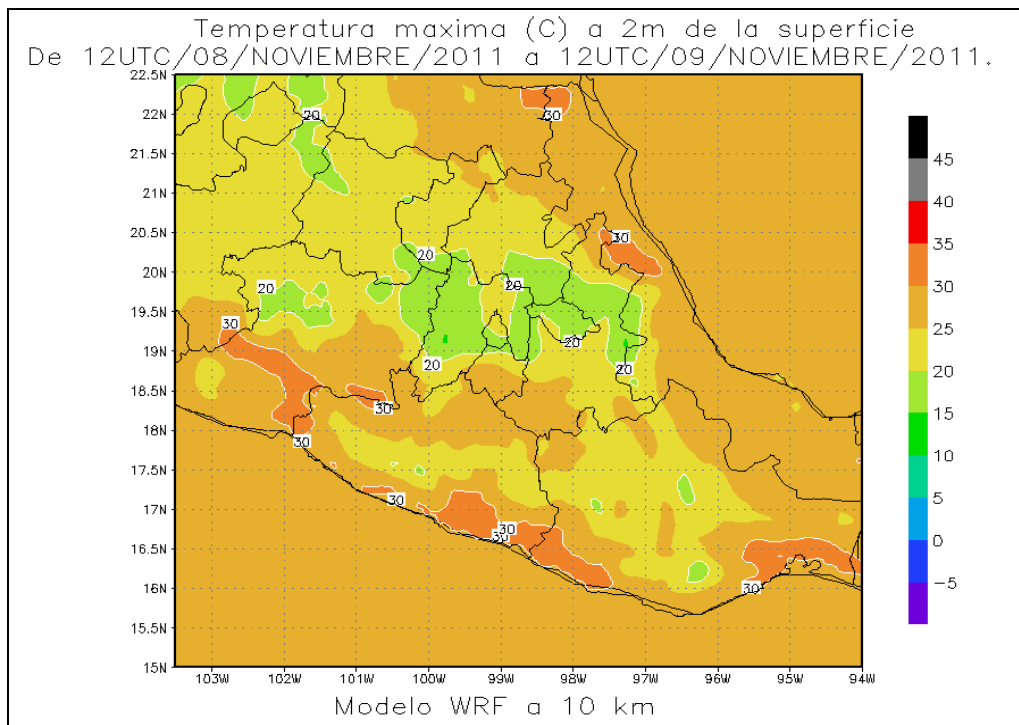 Temperatura maxima (C) a 2m de la superficie
De 12UTC/08/NOVIEMBRE/2011 a 12UTC/09/NOVIEMBRE/2011.
22.5N
22N
21.5N
21N
20.5N
20N
19.5N
19N
18.5N
18N
17.5N
17N
16.5N
16N
15.5N
15N
20
30
30
20
20
20
30
20
20
20
30
30
30
30
30
30
103W 102W 101W 100W 99W 98W 97W 96W 95W 94W
45
40
35
30
25
20
15
10
5
0
−5
Modelo WRF a 10 km